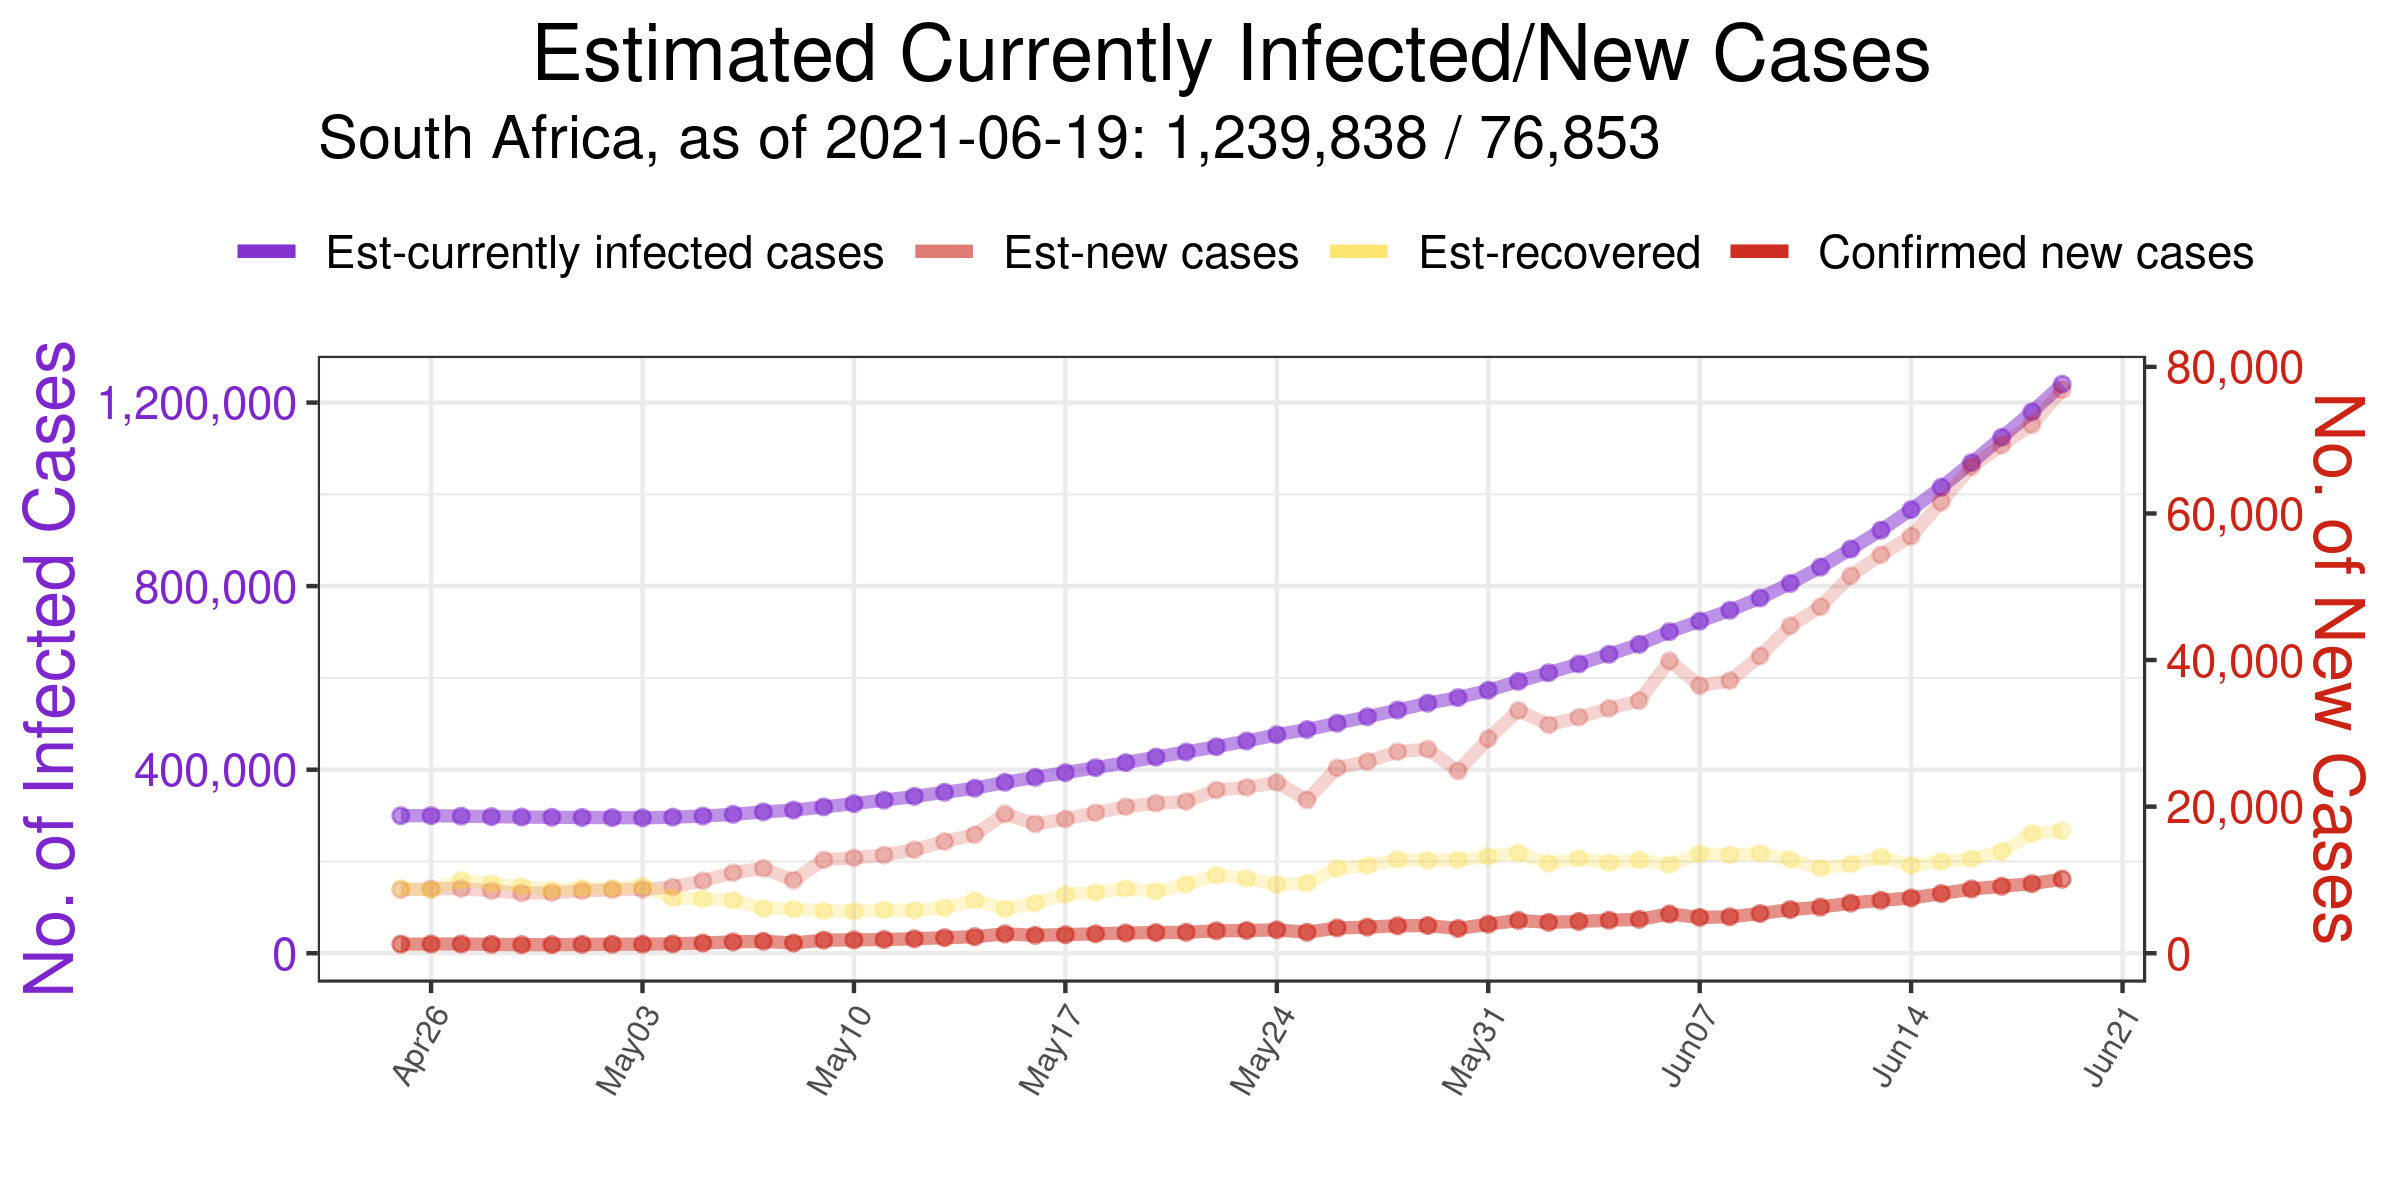 Estimated Currently Infected/New Cases
South Africa, as of 2021-06-19: 1,239,838 / 76,853
Est-currently infected cases Est-new cases Est-recovered Confirmed new cases
No. of Infected Cases
1,200,000
800,000
400,000
0
80,000
60,000
40,000
20,000
0
No. of New Cases
Apr26 May03 May10 May17 May24 May31 Jun07 Jun14 Jun21